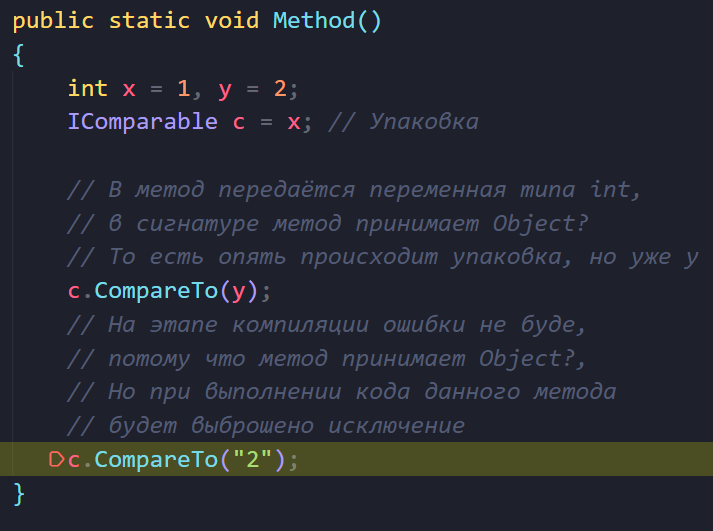 public static void Method()
{
int x = 1, y = 2;
IComparable c = x; // Упаковка
// В метод передаётся переменная типа int,
// в сигнатуре метод принимает Object?
// То есть опять происходит упаковка, но уже y
c.CompareTo(y);
// На этапе компиляции ошибки не буде,
// потому что метод принимает Object?,
// Но при выполнении кода данного метода
// будет выброшено исключение
c.CompareTo("2");
}